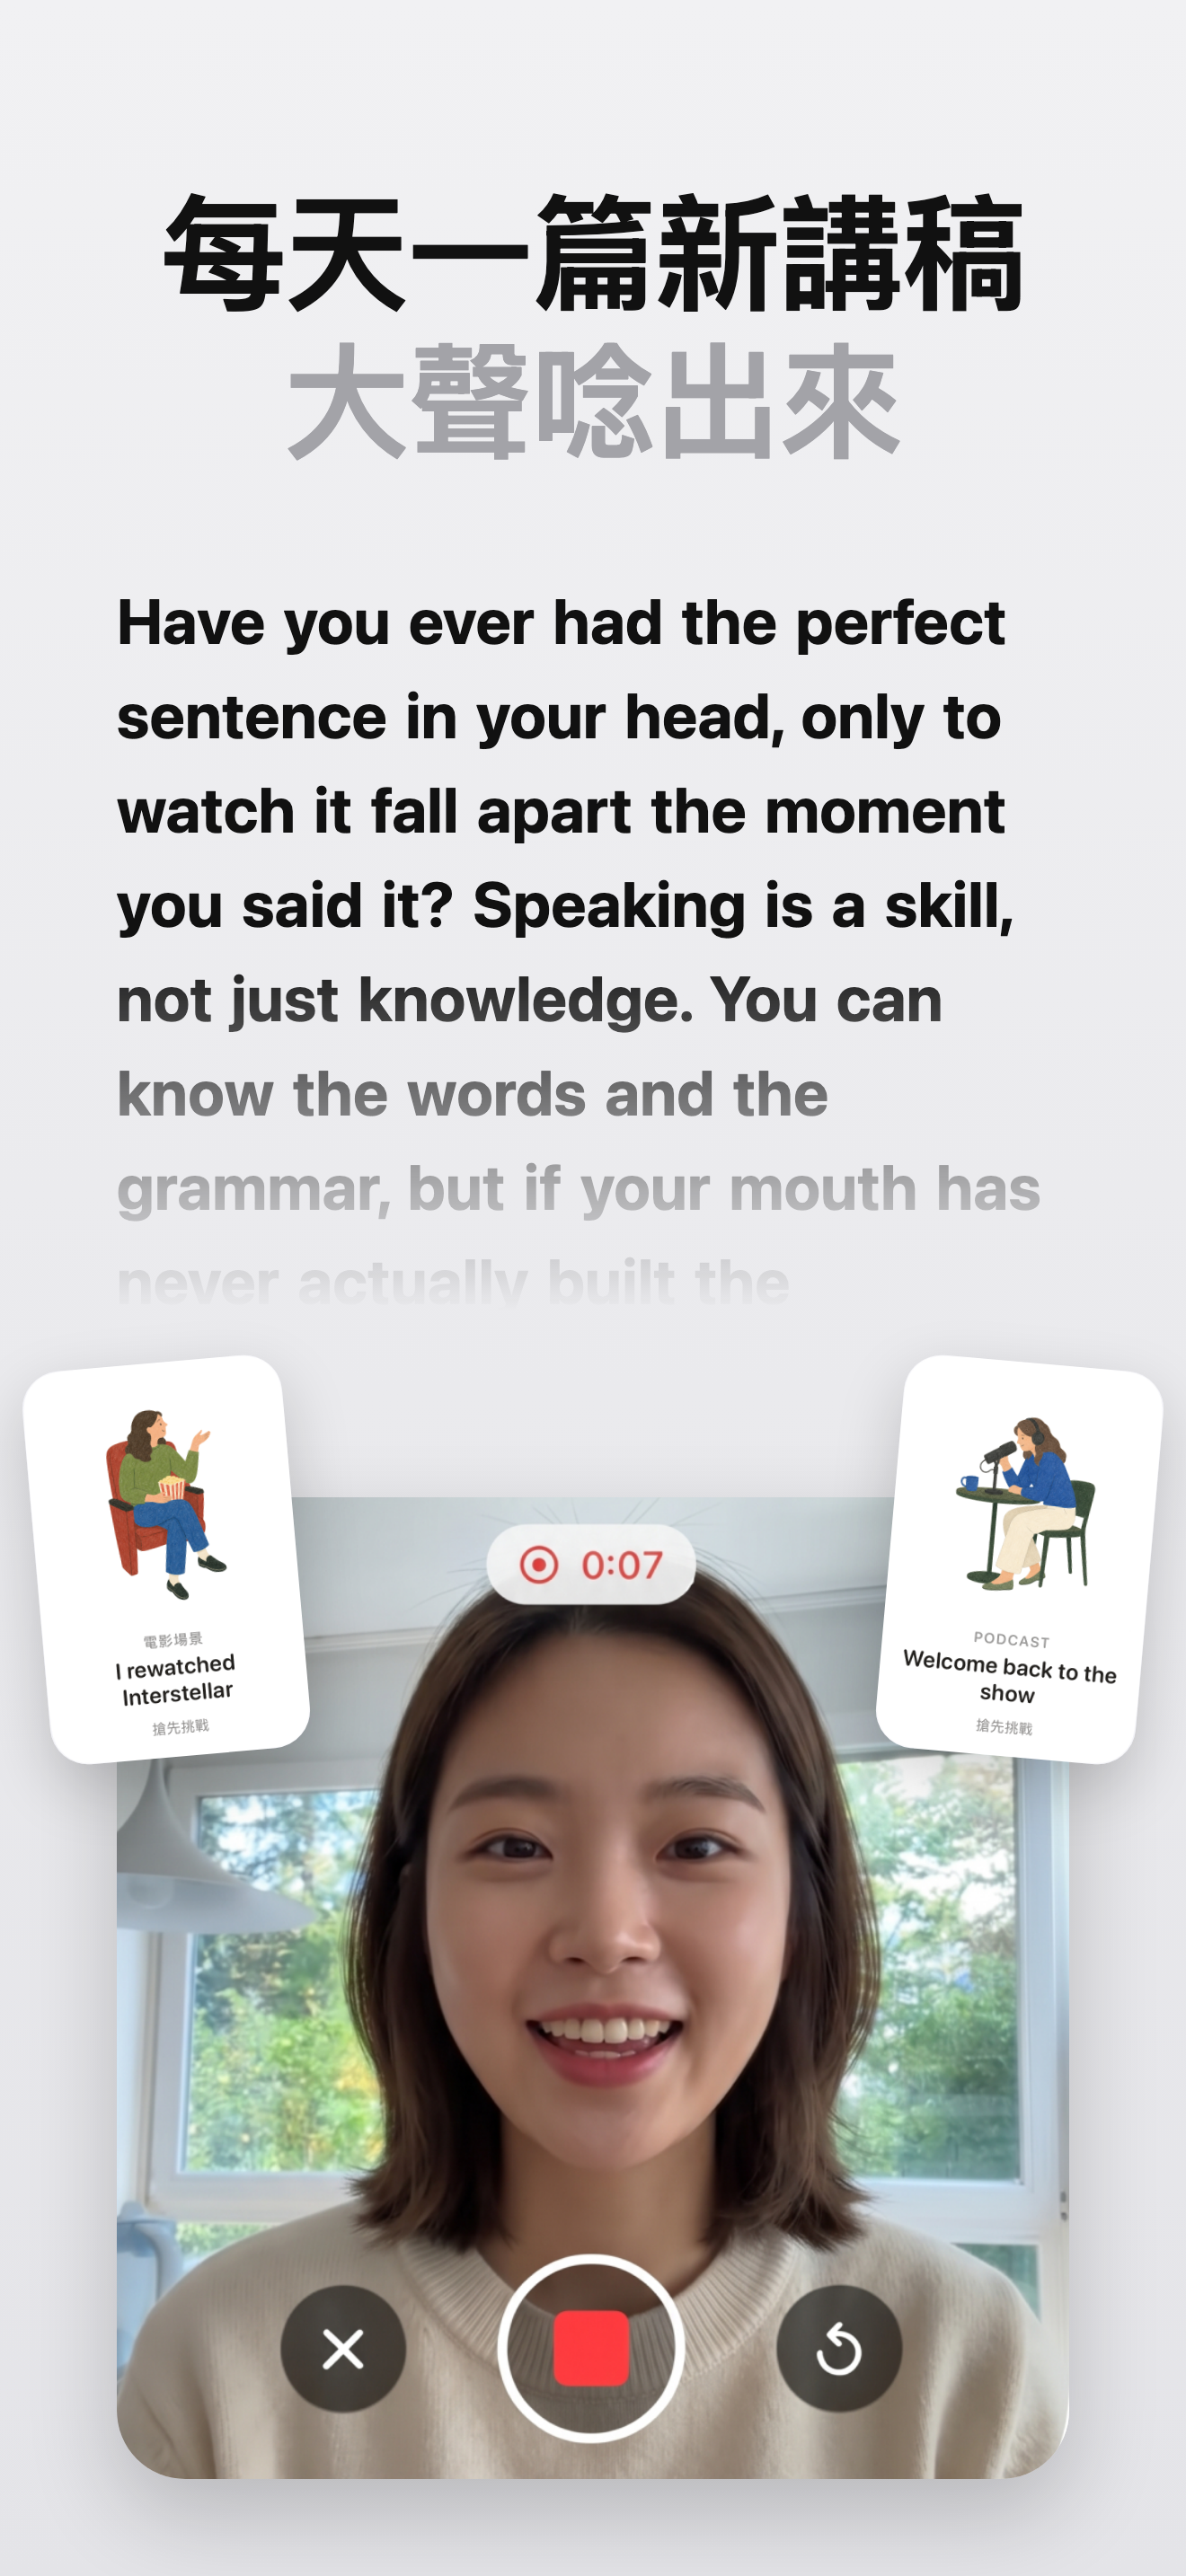 每天一篇新講稿
大聲唸出來
Have you ever had the perfect
sentence in your head, only to
watch it fall apart the moment
you said it? Speaking is a skill,
not just knowledge. You can
know the words and the
grammar, but if your mouth has
never actually built the
電影場景
I rewatched
Interstellar
搶先挑戰
PODCAST
Welcome back to the
show
搶先挑戰
0:07